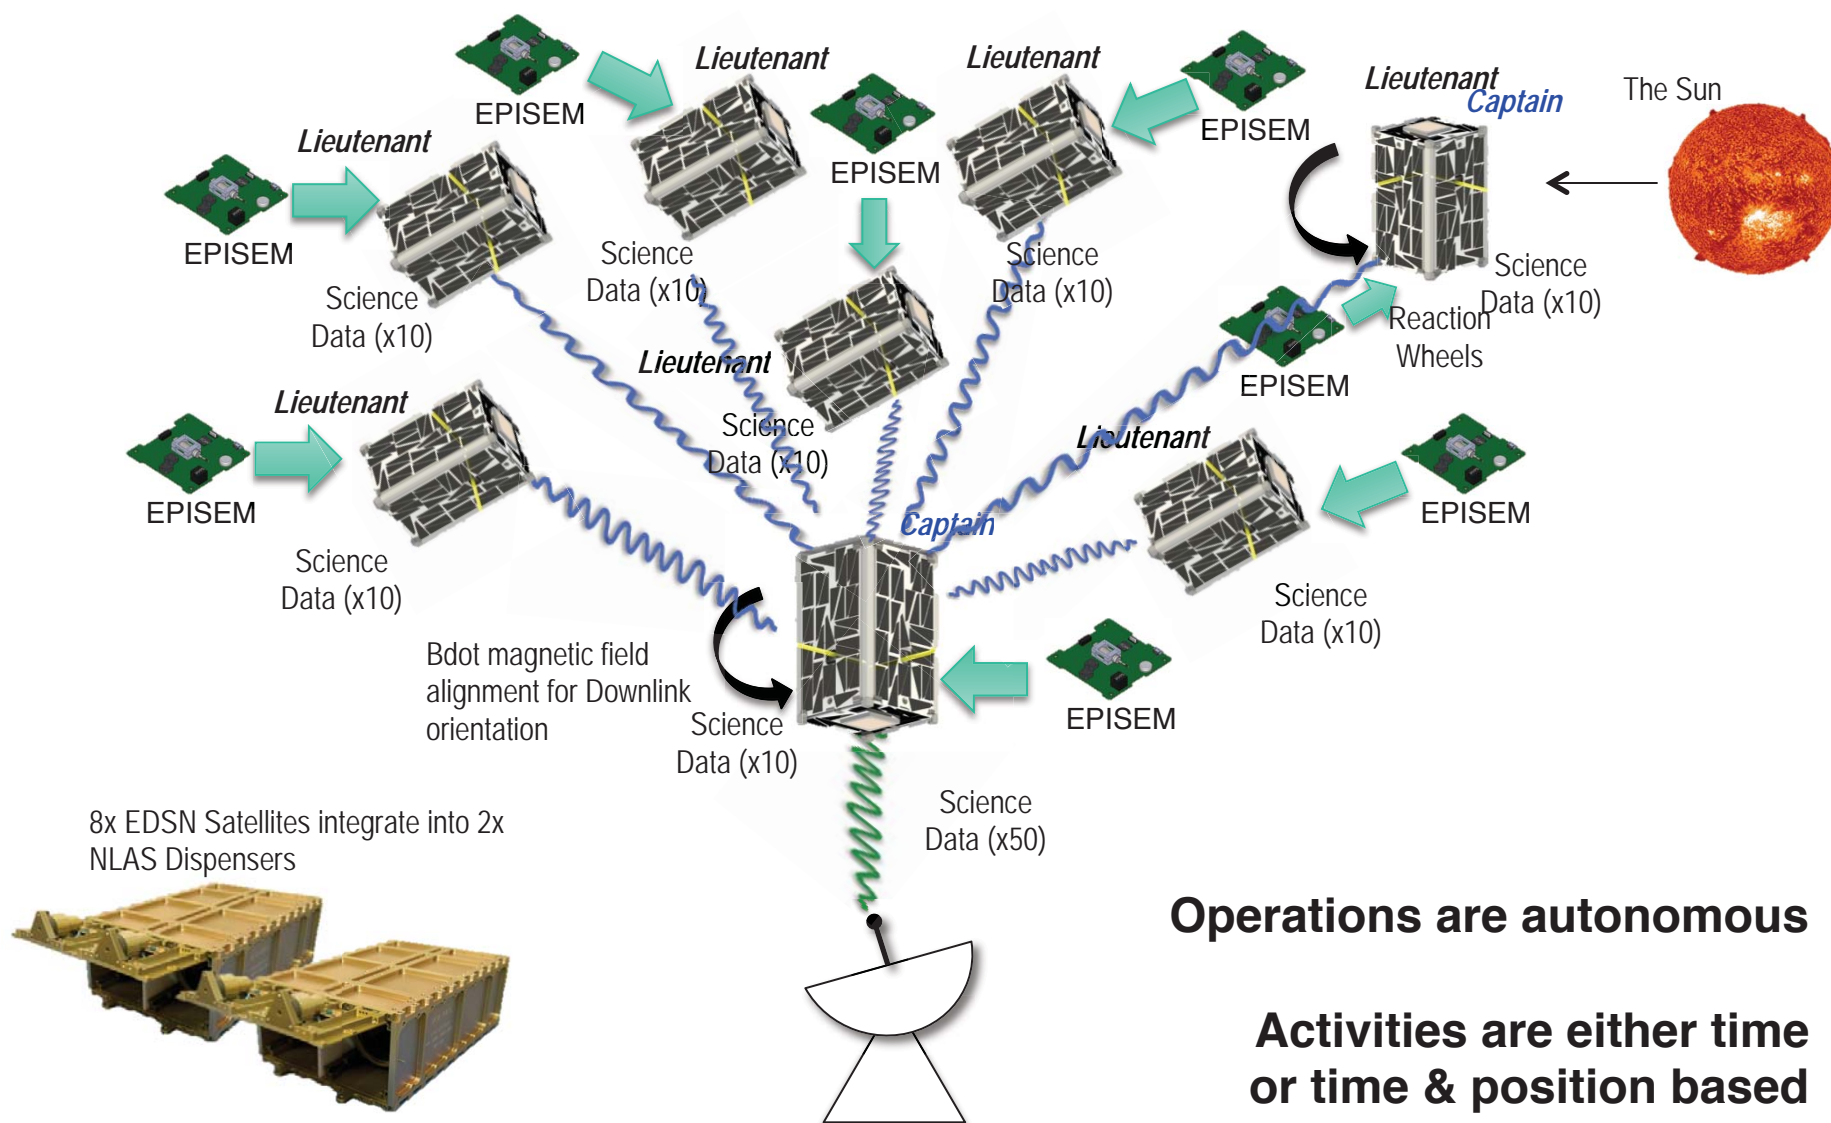 Lieutenant
EPISEM
Lieutenant
EPISEM
Lieutenant
EPISEM
Lieutenant
Captain
The Sun
Lieutenant
EPISEM
EPISEM
Science
Data (x10)
Science
Data (x10)
Science
Data (x10)
Science
Data (x10)
Reaction
Wheels
EPISEM
Lieutenant
Science
Data (x10)
Lieutenant
EPISEM
Science
Data (x10)
Lieutenant
EPISEM
Science
Data (x10)
Captain
Bdot magnetic field
alignment for Downlink
orientation
Science
Data (x10)
EPISEM
Science
Data (x50)
8x EDSN Satellites integrate into 2x
NLAS Dispensers
Operations are autonomous
Activities are either time
or time & position based